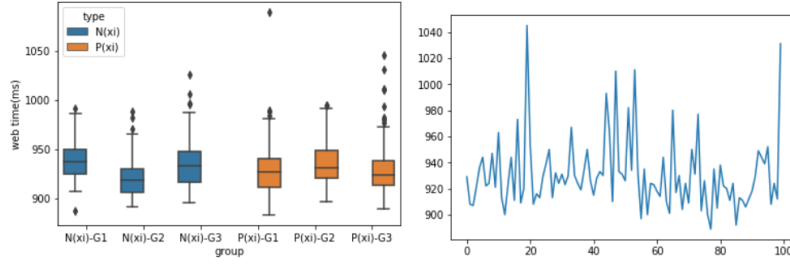 type
N(xi)
P(xi)
web time(ms)
1050
1000
950
900
N(xi)-G1 N(xi)-G2 N(xi)-G3 P(xi)-G1 P(xi)-G2 P(xi)-G3
group
1040
1020
1000
980
960
940
920
900
0 20 40 60 80 100